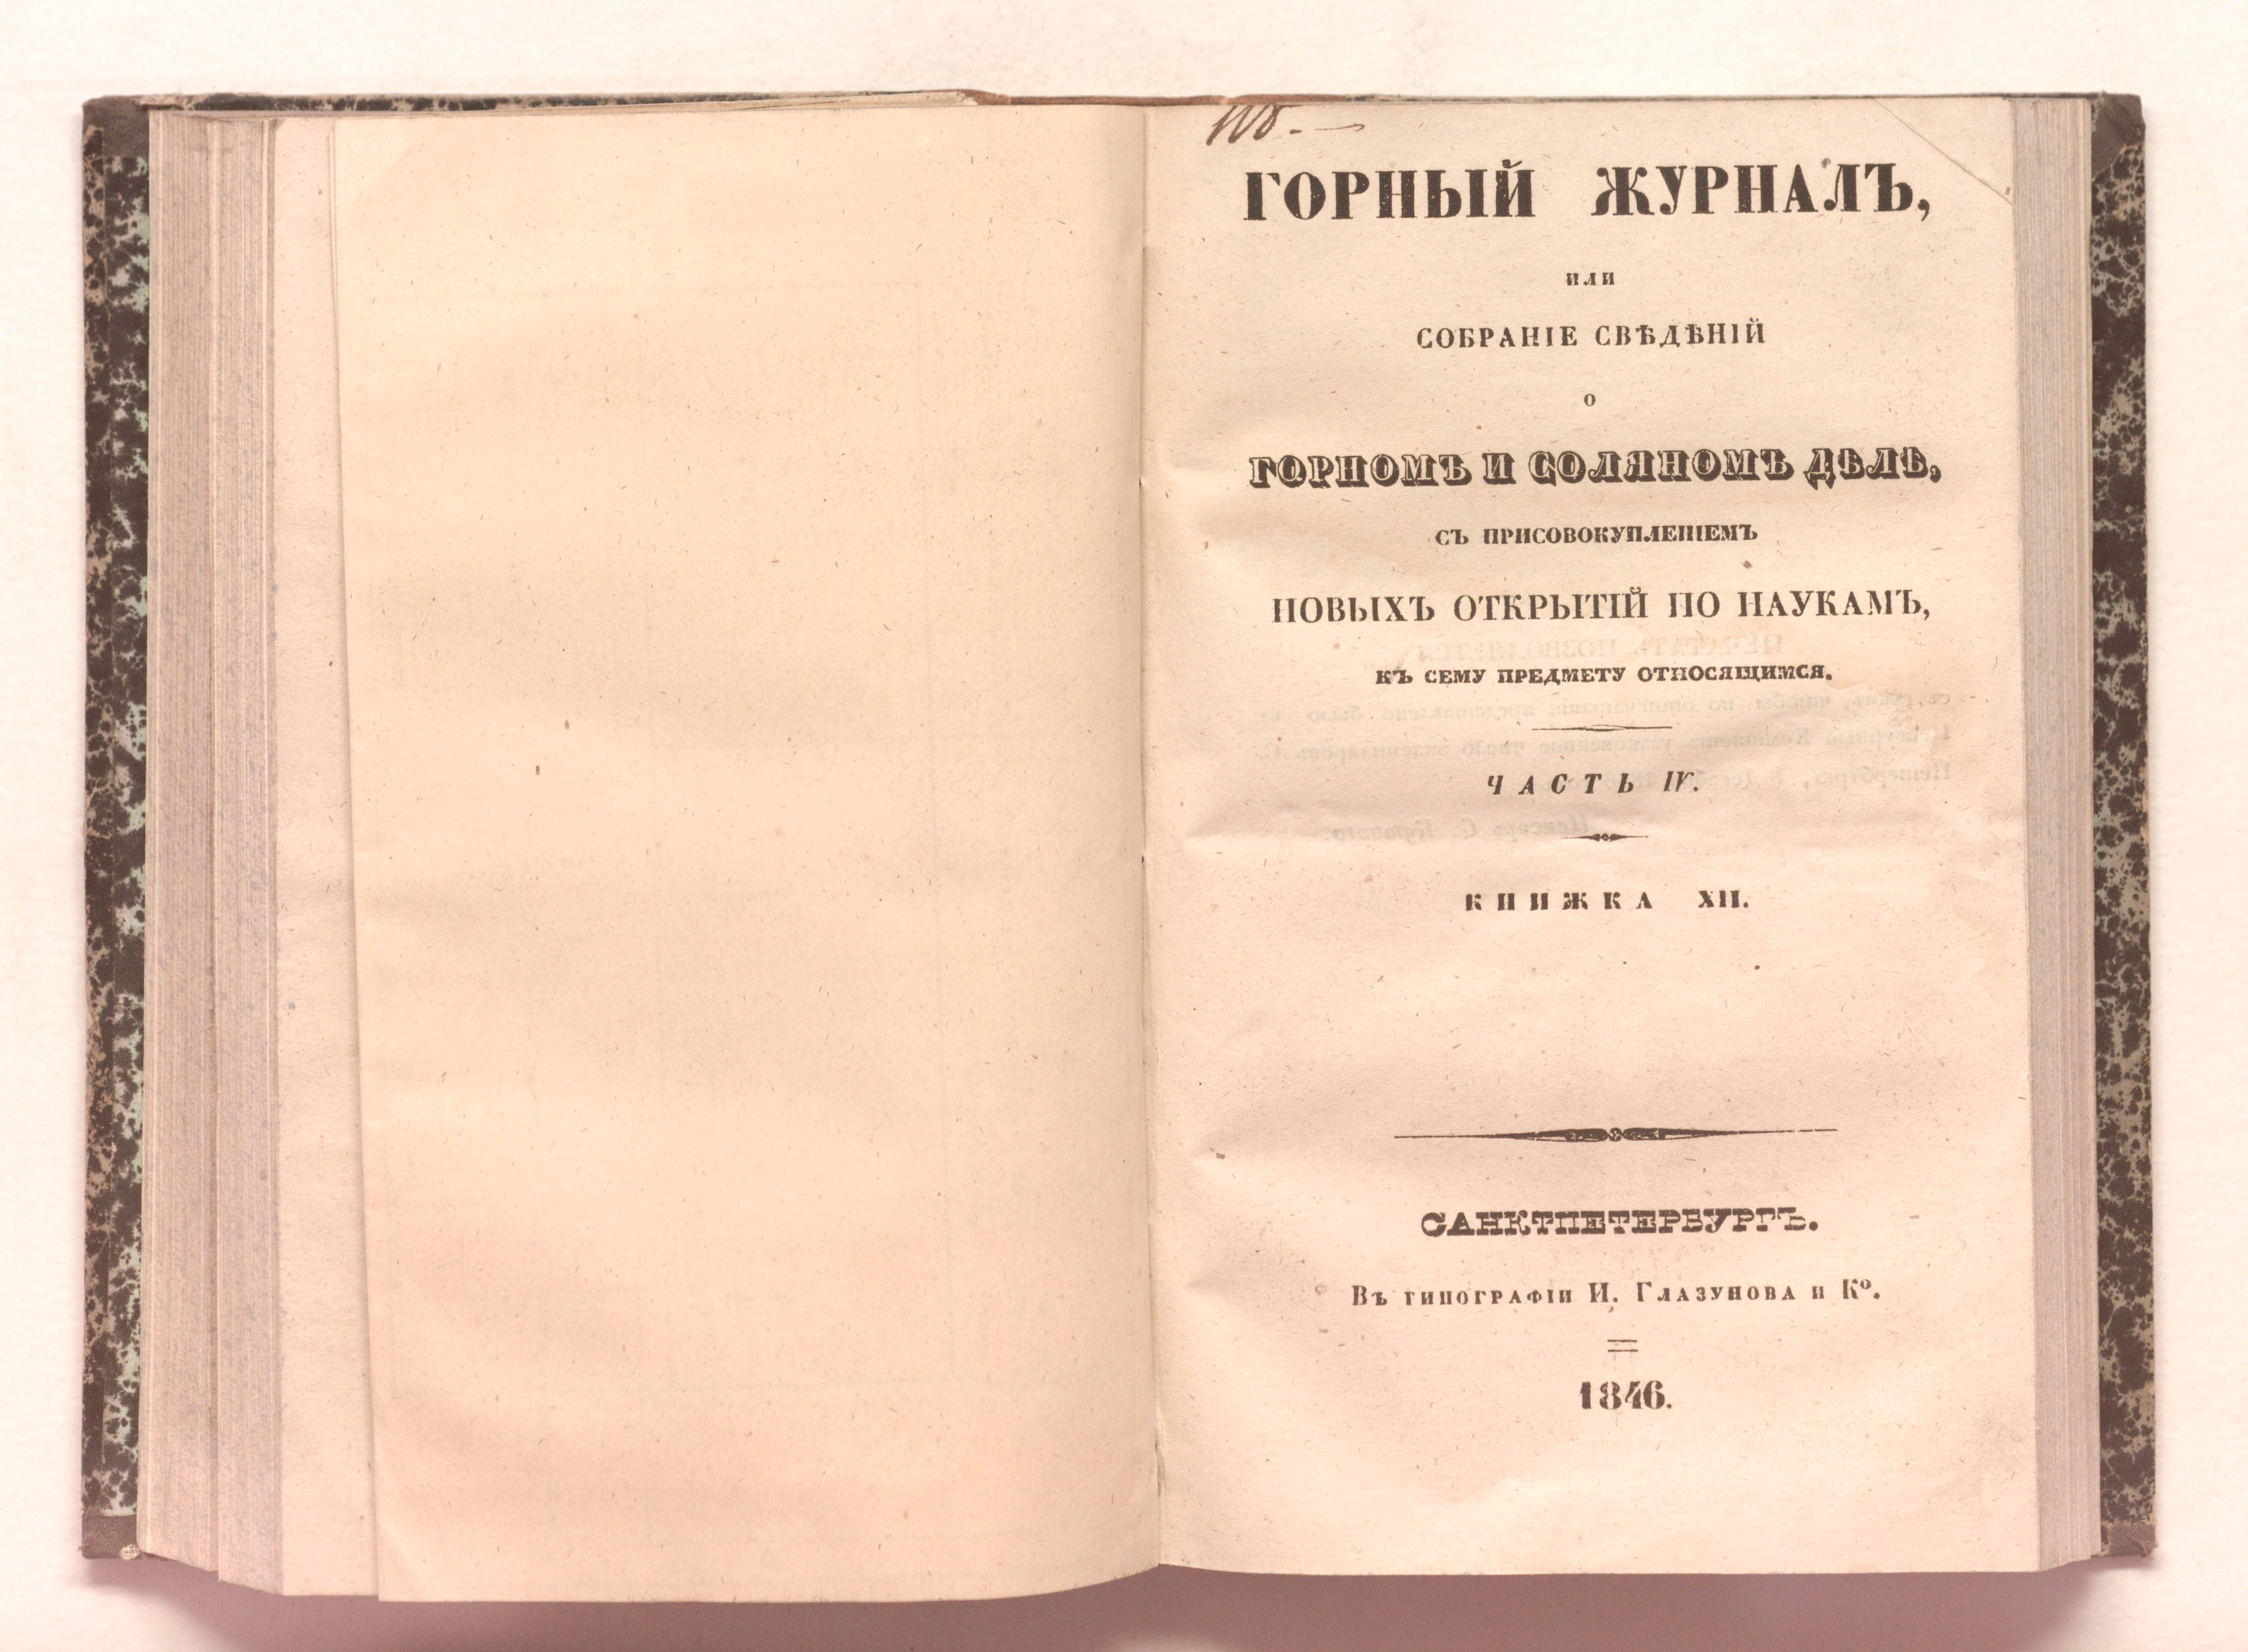 ГОРНЫЙ ЖУРНАЛЪ,
ИЛИ
СОБРАНІЕ СВѢДѢНІЙ
О
ГОРНОМЪ И СОЛЯНОМЪ ДѢЛѢ,
СЪ ПРИСОВОКУПЛЕНІЕМЪ
НОВЫХЪ ОТКРЫТІЙ ПО НАУКАМЪ,
КЪ СЕМУ ПРЕДМЕТУ ОТНОСЯЩИМСЯ.
ЧАСТЬ IV.
КНИЖКА XII.
САНКТПЕТЕРБУРГЪ.
Въ типографіи И. Глазунова и Ко.
1846.